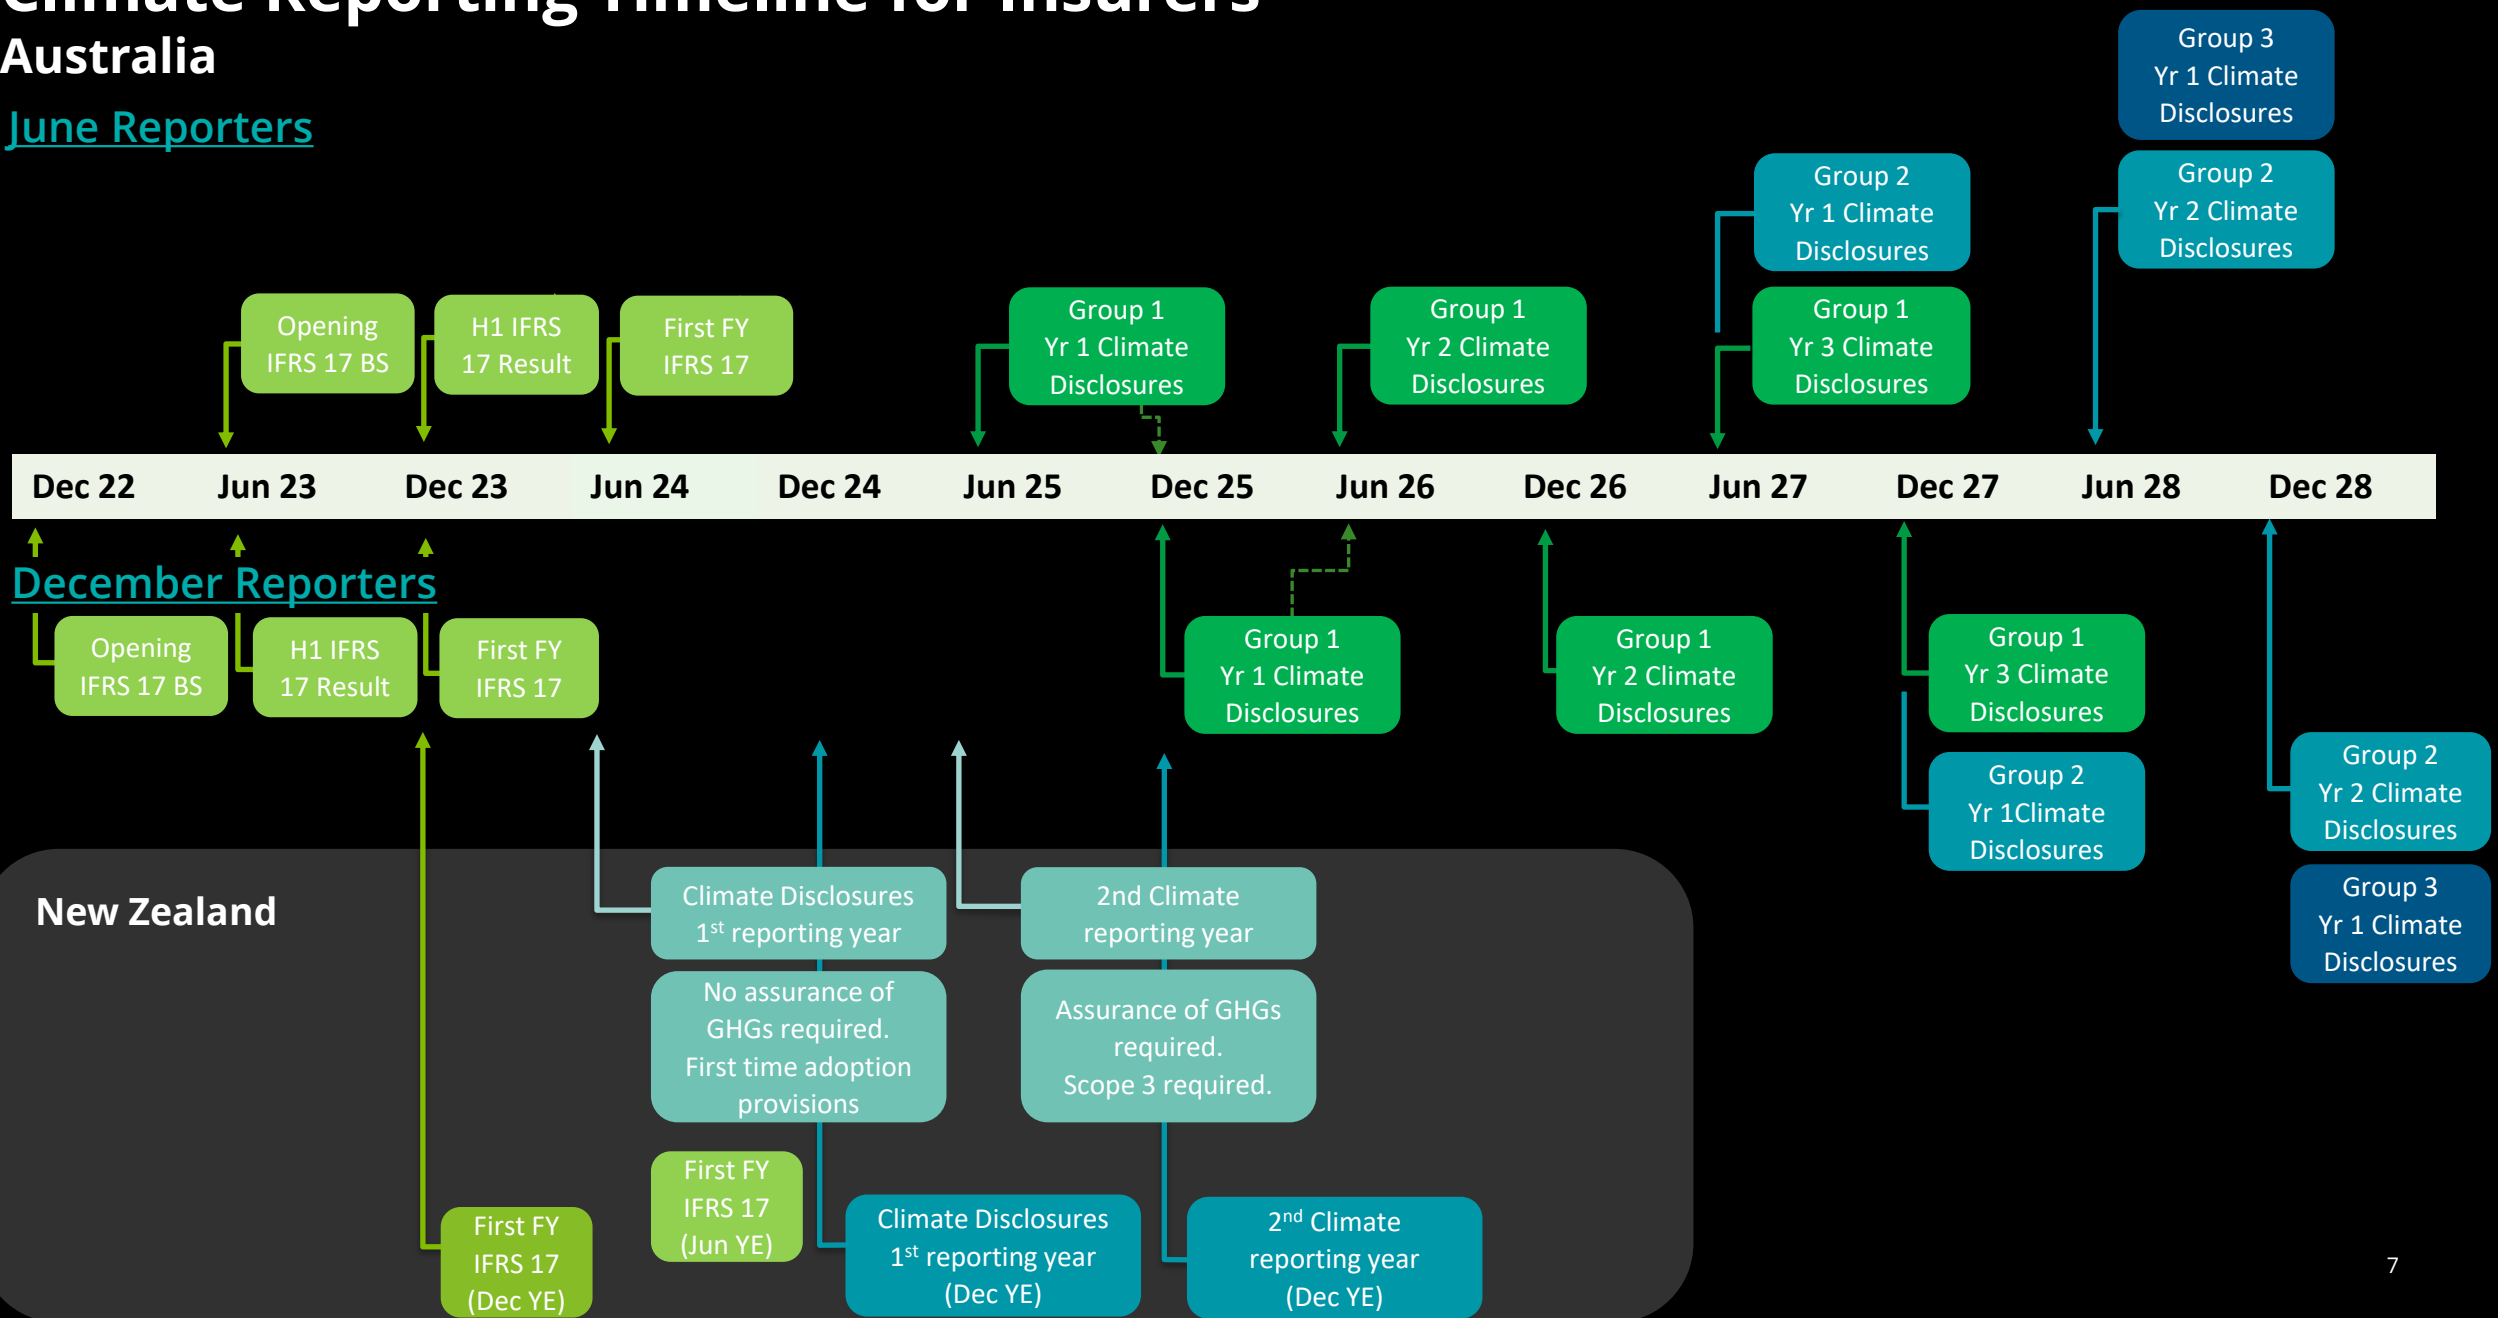 Climate Reporting Timeline for Insurers
Australia
June Reporters
Group 3
Yr 1 Climate
Disclosures
Group 2
Yr 1 Climate
Disclosures
Group 2
Yr 2 Climate
Disclosures
Opening
IFRS 17 BS
H1 IFRS
17 Result
First FY
IFRS 17
Group 1
Yr 1 Climate
Disclosures
Group 1
Yr 2 Climate
Disclosures
Group 1
Yr 3 Climate
Disclosures
Dec 22 Jun 23 Dec 23 Jun 24 Dec 24 Jun 25 Dec 25 Jun 26 Dec 26 Jun 27 Dec 27 Jun 28 Dec 28
December Reporters
Opening
IFRS 17 BS
H1 IFRS
17 Result
First FY
IFRS 17
Group 1
Yr 1 Climate
Disclosures
Group 1
Yr 2 Climate
Disclosures
Group 1
Yr 3 Climate
Disclosures
Group 2
Yr 1Climate
Disclosures
Group 2
Yr 2 Climate
Disclosures
Group 3
Yr 1 Climate
Disclosures
New Zealand
Climate Disclosures
1st reporting year
2nd Climate
reporting year
No assurance of
GHGs required.
First time adoption
provisions
Assurance of GHGs
required.
Scope 3 required.
First FY
IFRS 17
(Jun YE)
First FY
IFRS 17
(Dec YE)
Climate Disclosures
1st reporting year
(Dec YE)
2nd Climate
reporting year
(Dec YE)
7